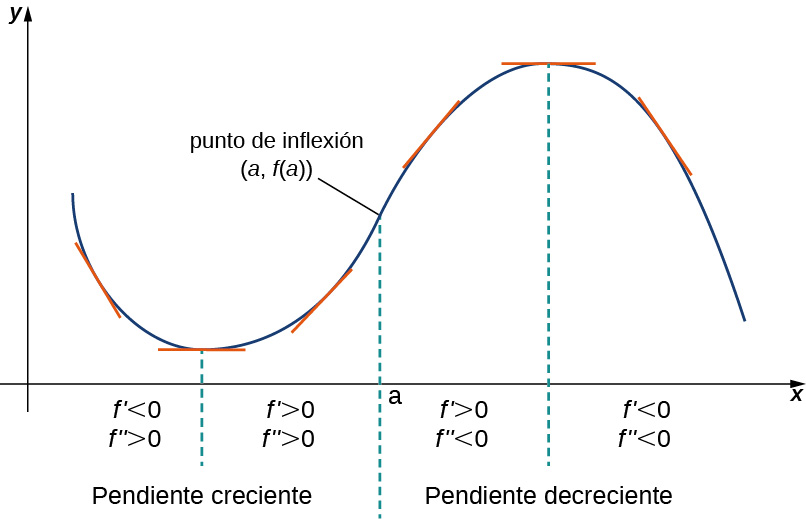 y
punto de inflexión
(a, f(a))
x
a
f'<0 f'>0 f'>0 f'<0
f''>0 f''>0 f''<0 f''<0
Pendiente creciente Pendiente decreciente